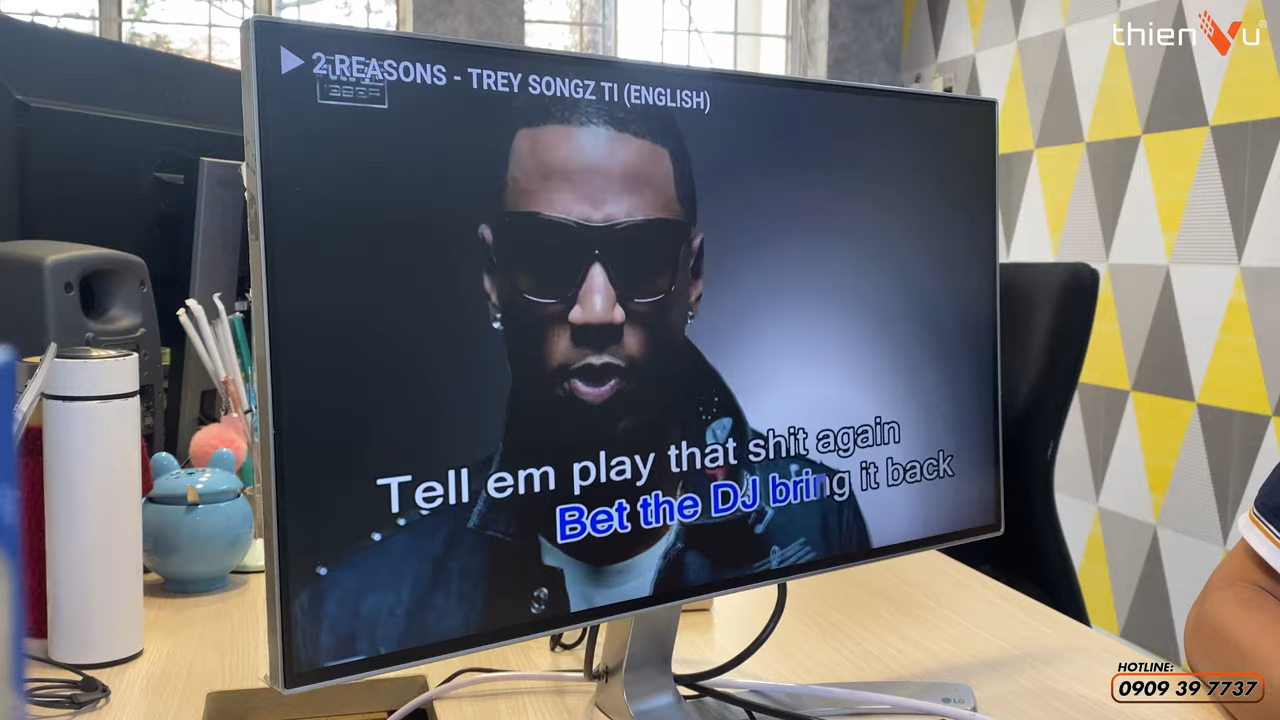 thienVu
2 REASONS - TREY SONGZ TI (ENGLISH)
1280P
Tell em play that shit again
Bet the DJ bring it back
LG
HOTLINE:
0909 39 7737